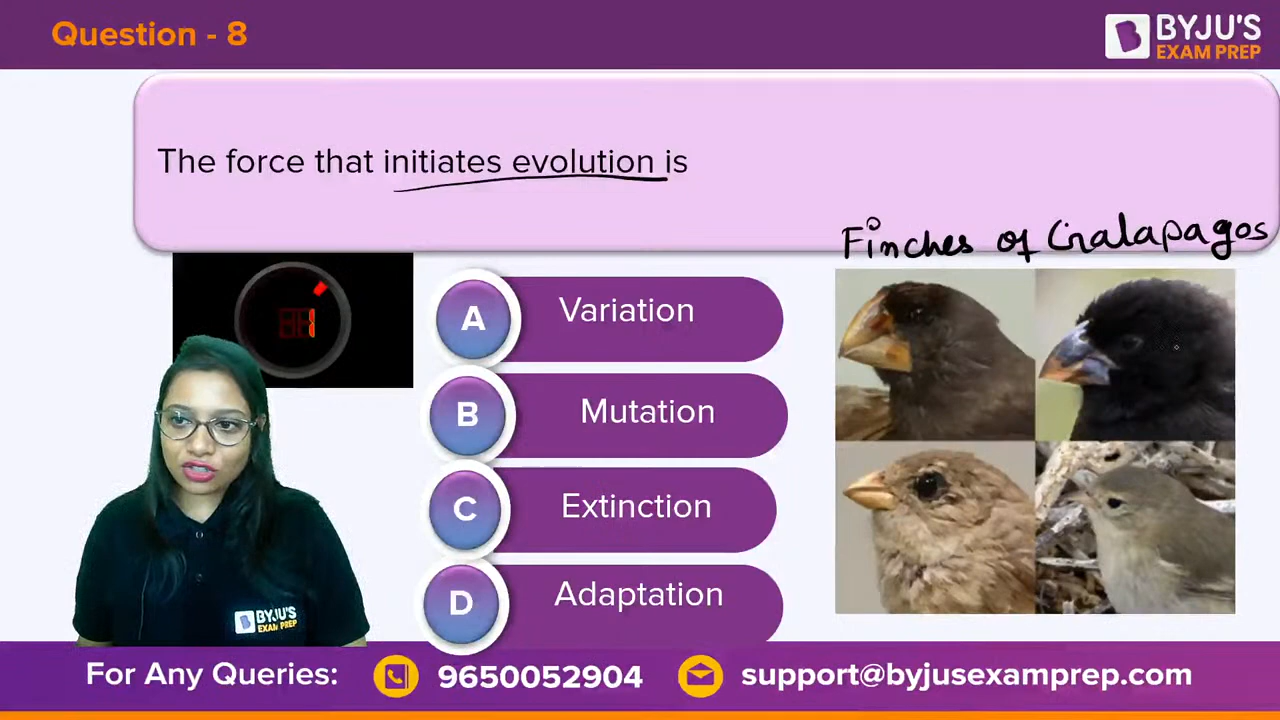 Question - 8
BYJU'S
EXAM PREP
The force that initiates evolution is
Finches of Galapagos
1
A Variation
B Mutation
C Extinction
D Adaptation
BYJU'S
EXAM PREP
For Any Queries: 9650052904 support@byjusexamprep.com